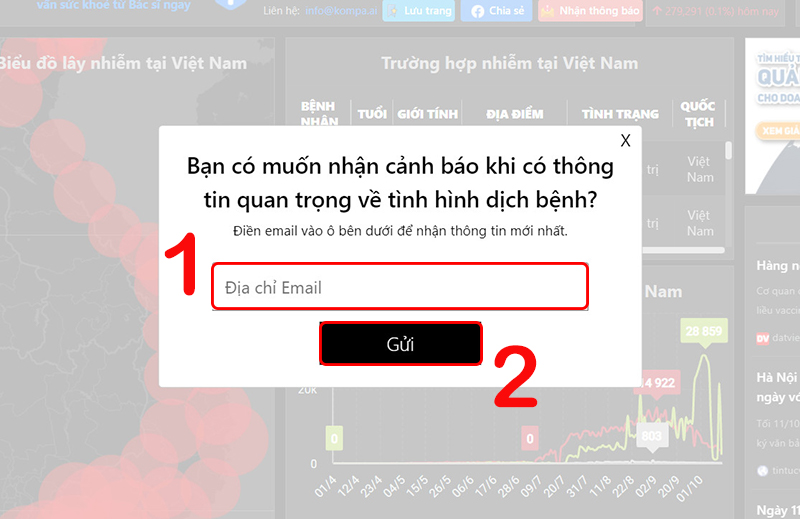 vấn sức khoẻ từ Bác sĩ ngay
Liên hệ: info@kompa.ai
Lưu trang
Chia sẻ
Nhận thông báo
279,291 (0.1%) hôm nay
Biểu đồ lây nhiễm tại Việt Nam
Trường hợp nhiễm tại Việt Nam
BỆNH NHÂN TUỔI GIỚI TÍNH ĐỊA ĐIỂM TÌNH TRẠNG QUỐC TỊCH
trị Việt Nam
trị Việt Nam
TÌM HIỂU
QUÀ
CHO DOA
XEM GIÁ
X
Bạn có muốn nhận cảnh báo khi có thông
tin quan trọng về tình hình dịch bệnh?
Điền email vào ô bên dưới để nhận thông tin mới nhất.
1
Địa chỉ Email
Gửi
2
Nam
28 859
14 922
803
0
0
20K
0
01/4 12/4 23/4 04/5 15/5 26/5 06/6 17/6 28/6 09/7 20/7 31/7 11/8 22/8 02/9 13/9 20/9 01/10
Hàng n
Cơ quan
liều vaccin
DV datvie
Hà Nội
ngày vớ
Tối 11/10
ký văn bả
tintuc
Ngày 11